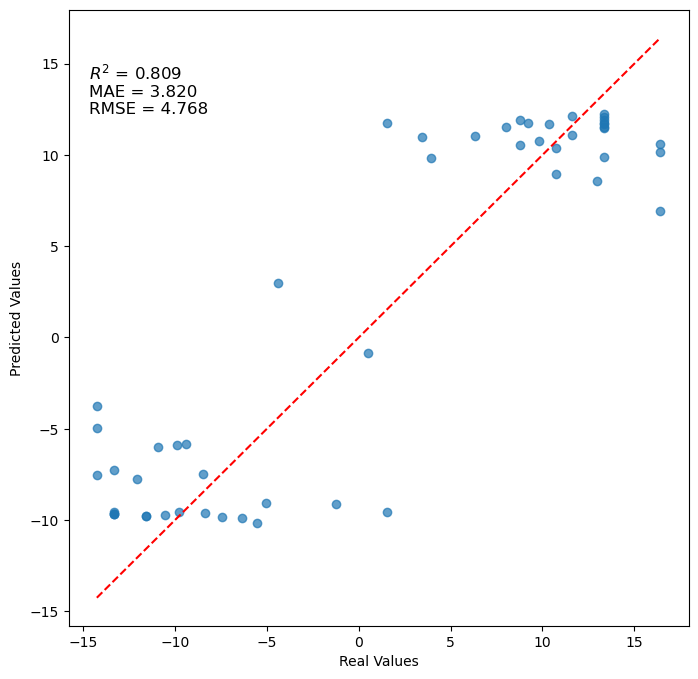 R² = 0.809
MAE = 3.820
RMSE = 4.768
Predicted Values
15
10
5
0
−5
−10
−15
−15 −10 −5 0 5 10 15
Real Values